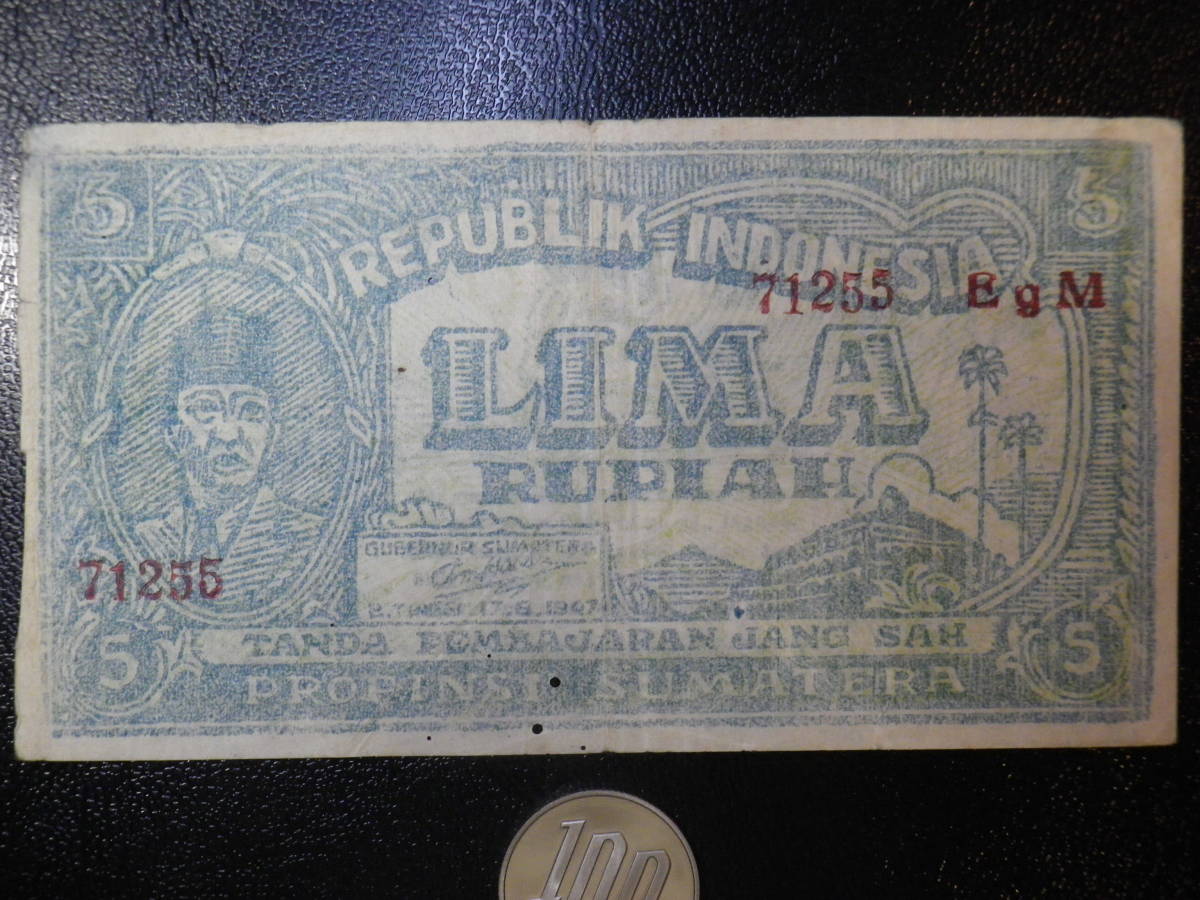 5 5
REPUBLIK INDONESIA
71255 EgM
LIMA
RUPIAH
GUBERNUR SUMATERA
17.8.1947
71255
5 TANDA PEMBAJARAN JANG SAH 5
PROPINSI SUMATERA
100